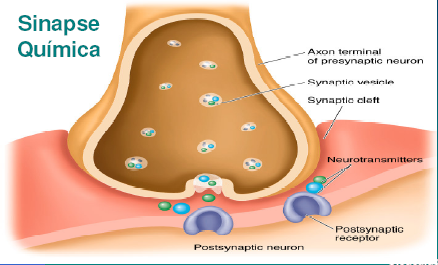 Sinapse
Química
Axon terminal
of presynaptic neuron
Synaptic vesicle
Synaptic cleft
Neurotransmitters
Postsynaptic
receptor
Postsynaptic neuron